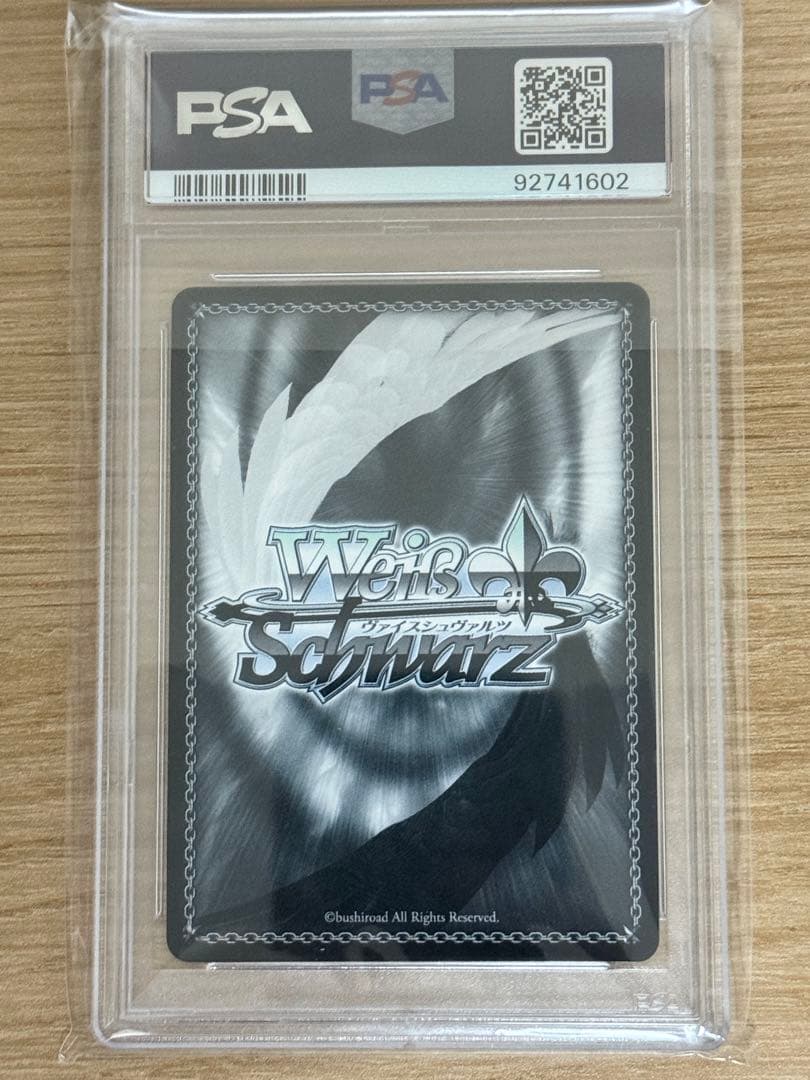 PSA
PSA
92741602
Weiß
ヴァイスシュヴァルツ
Schwarz
©bushiroad All Rights Reserved.
PSA